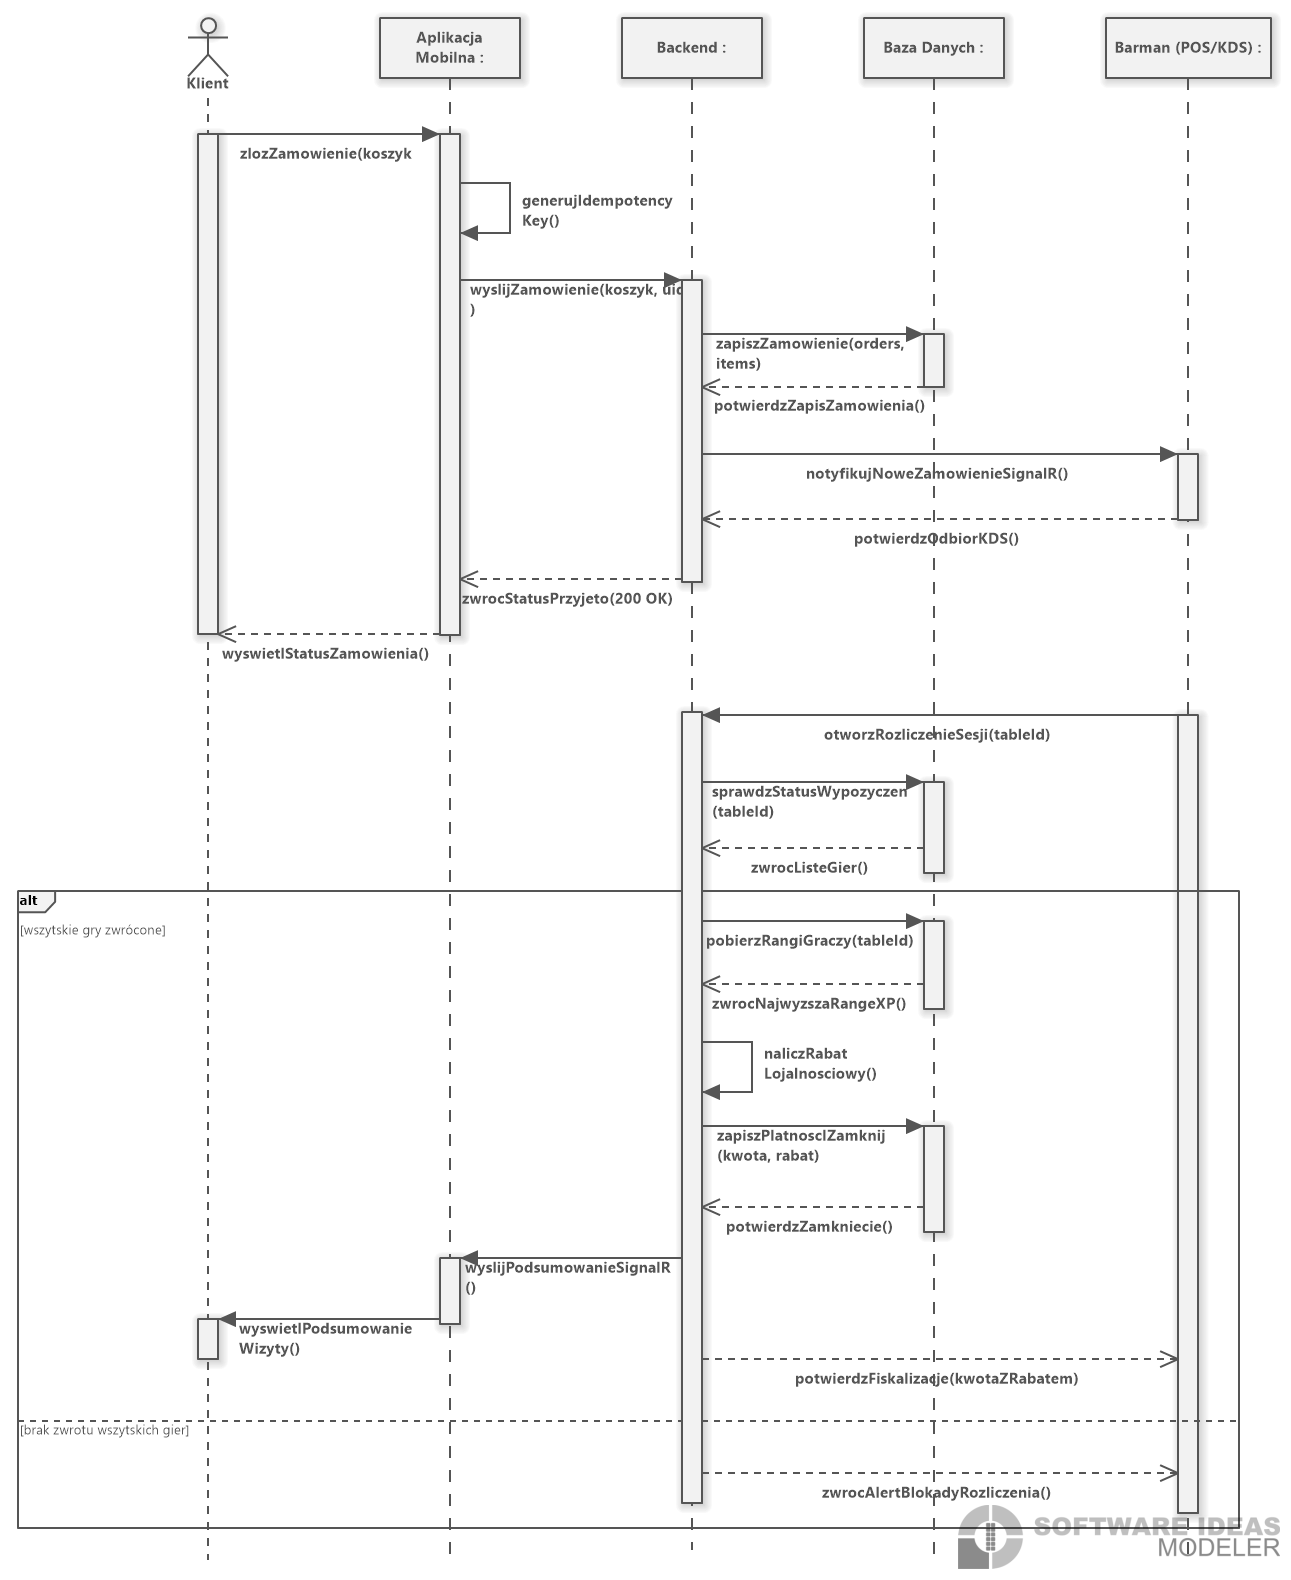 Klient
Aplikacja
Mobilna :
Backend :
Baza Danych :
Barman (POS/KDS) :
zlozZamowienie(koszyk
generujIdempotency
Key()
wyslijZamowienie(koszyk, uid
)
zapiszZamowienie(orders,
items)
potwierdzZapisZamowienia()
notyfikujNoweZamowienieSignalR()
potwierdzOdbiorKDS()
zwrocStatusPrzyjeto(200 OK)
wyswietlStatusZamowienia()
otworzRozliczenieSesji(tableId)
sprawdzStatusWypozyczen
(tableId)
zwrocListeGier()
alt
[wszytskie gry zwrócone]
pobierzRangiGraczy(tableId)
zwrocNajwyzszaRangeXP()
naliczRabat
Lojalnosciowy()
zapiszPlatnoscIZamknij
(kwota, rabat)
potwierdzZamkniecie()
wyslijPodsumowanieSignalR
()
wyswietlPodsumowanie
Wizyty()
potwierdzFiskalizacje(kwotaZRabatem)
[brak zwrotu wszytskich gier]
zwrocAlertBlokadyRozliczenia()
SOFTWARE IDEAS
MODELER